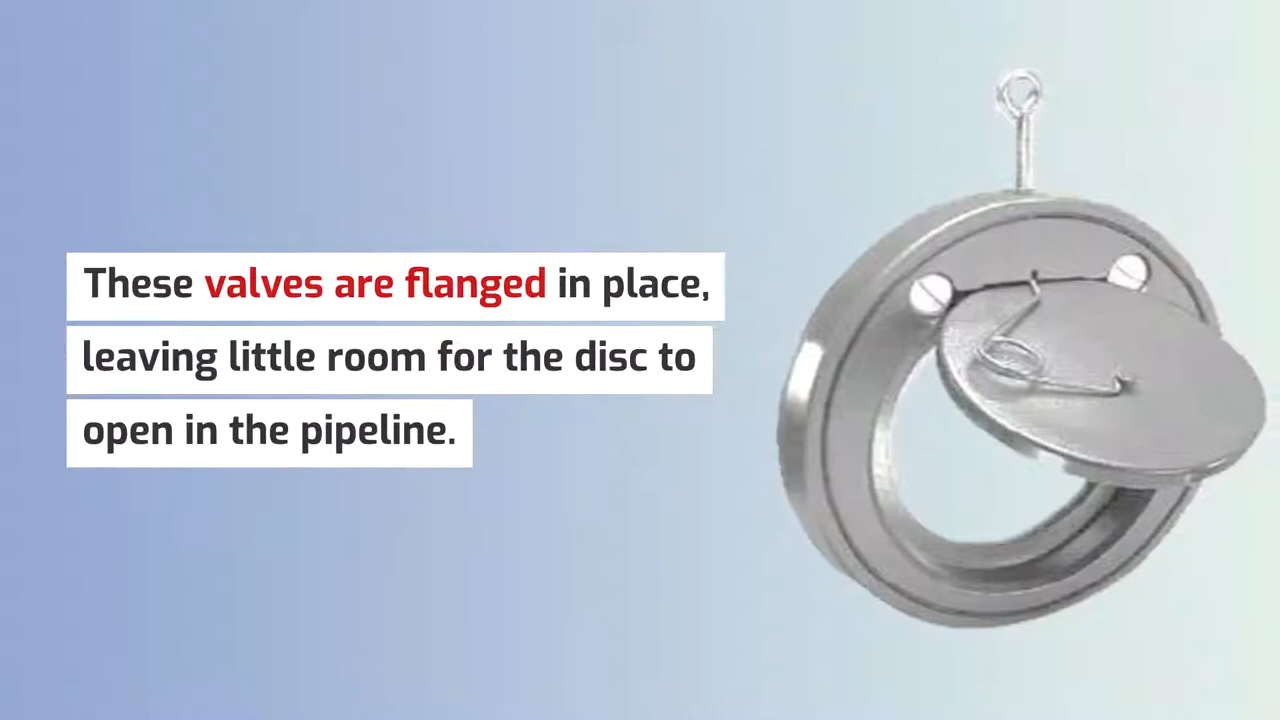 These valves are flanged in place,
leaving little room for the disc to
open in the pipeline.